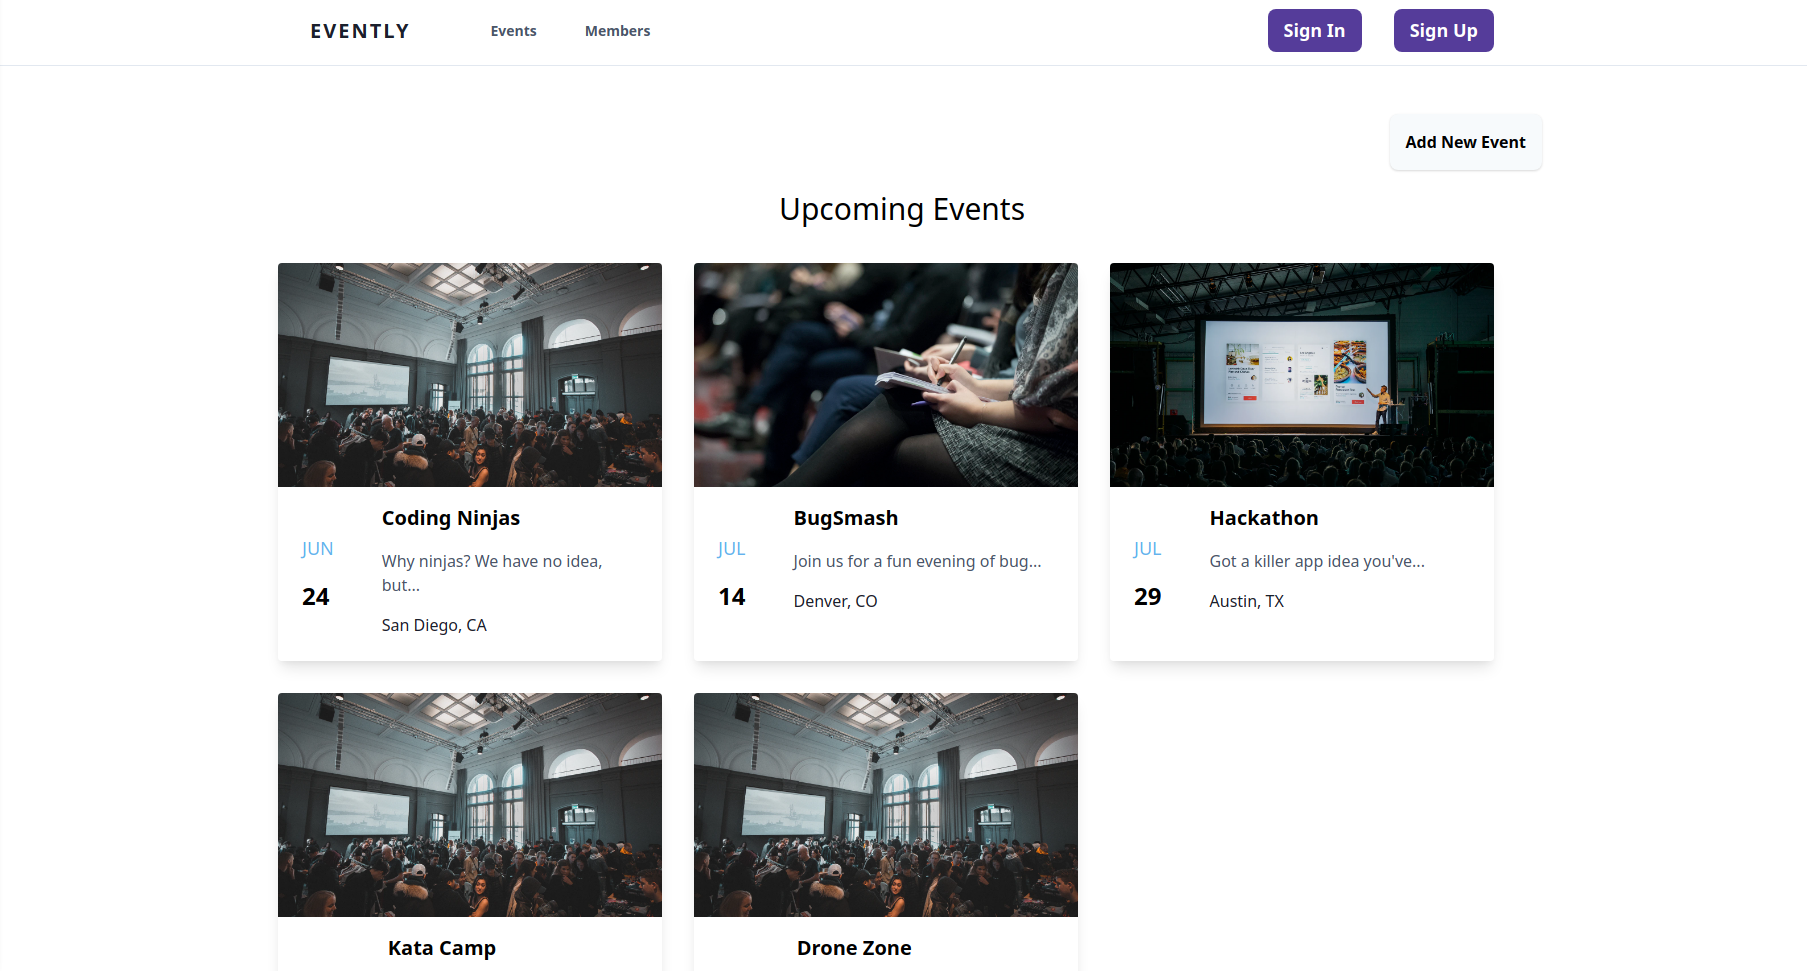 EVENTLY Events Members Sign In Sign Up
Add New Event
Upcoming Events
Coding Ninjas
JUN
24
Why ninjas? We have no idea,
but...
San Diego, CA
BugSmash
JUL
14
Join us for a fun evening of bug...
Denver, CO
Hackathon
JUL
29
Got a killer app idea you've...
Austin, TX
Kata Camp
Drone Zone